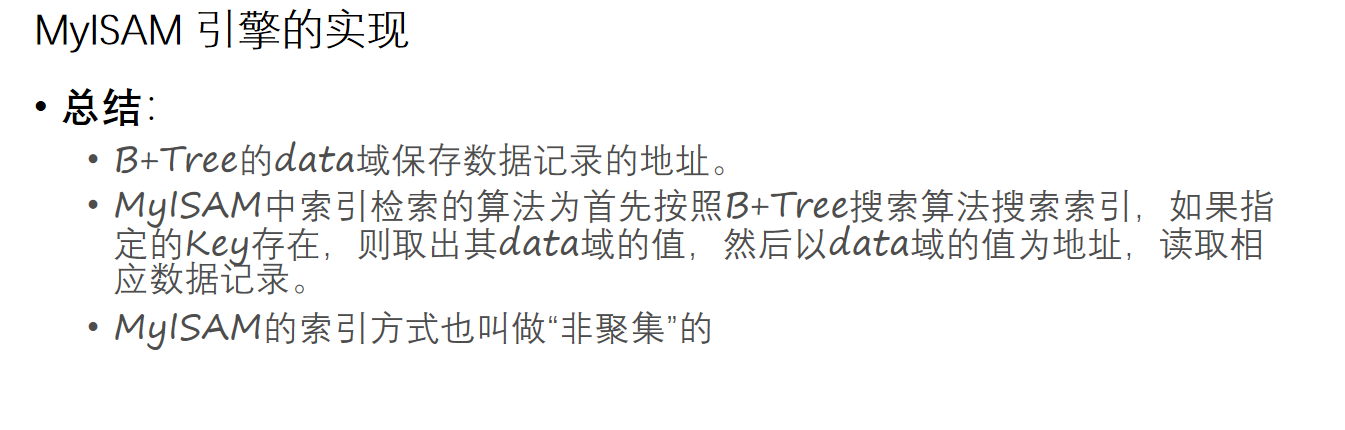 MyISAM 引擎的实现
• 总结：
• B+Tree的data域保存数据记录的地址。
• MyISAM中索引检索的算法为首先按照B+Tree搜索算法搜索索引，如果指
定的Key存在，则取出其data域的值，然后以data域的值为地址，读取相
应数据记录。
• MyISAM的索引方式也叫做“非聚集”的